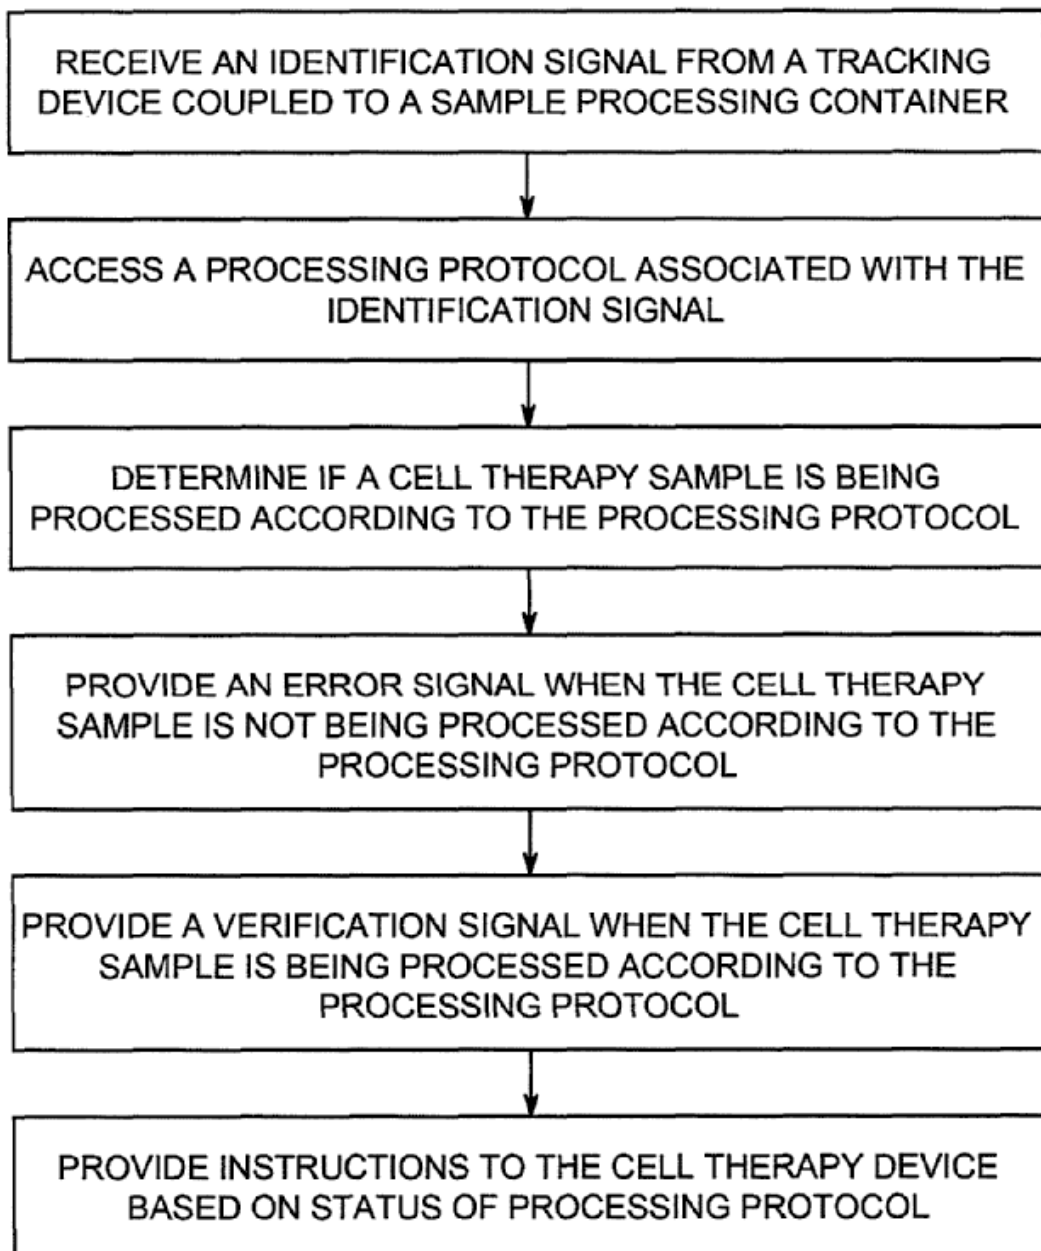 RECEIVE AN IDENTIFICATION SIGNAL FROM A TRACKING
DEVICE COUPLED TO A SAMPLE PROCESSING CONTAINER
ACCESS A PROCESSING PROTOCOL ASSOCIATED WITH THE
IDENTIFICATION SIGNAL
DETERMINE IF A CELL THERAPY SAMPLE IS BEING
PROCESSED ACCORDING TO THE PROCESSING PROTOCOL
PROVIDE AN ERROR SIGNAL WHEN THE CELL THERAPY
SAMPLE IS NOT BEING PROCESSED ACCORDING TO THE
PROCESSING PROTOCOL
PROVIDE A VERIFICATION SIGNAL WHEN THE CELL THERAPY
SAMPLE IS BEING PROCESSED ACCORDING TO THE
PROCESSING PROTOCOL
PROVIDE INSTRUCTIONS TO THE CELL THERAPY DEVICE
BASED ON STATUS OF PROCESSING PROTOCOL